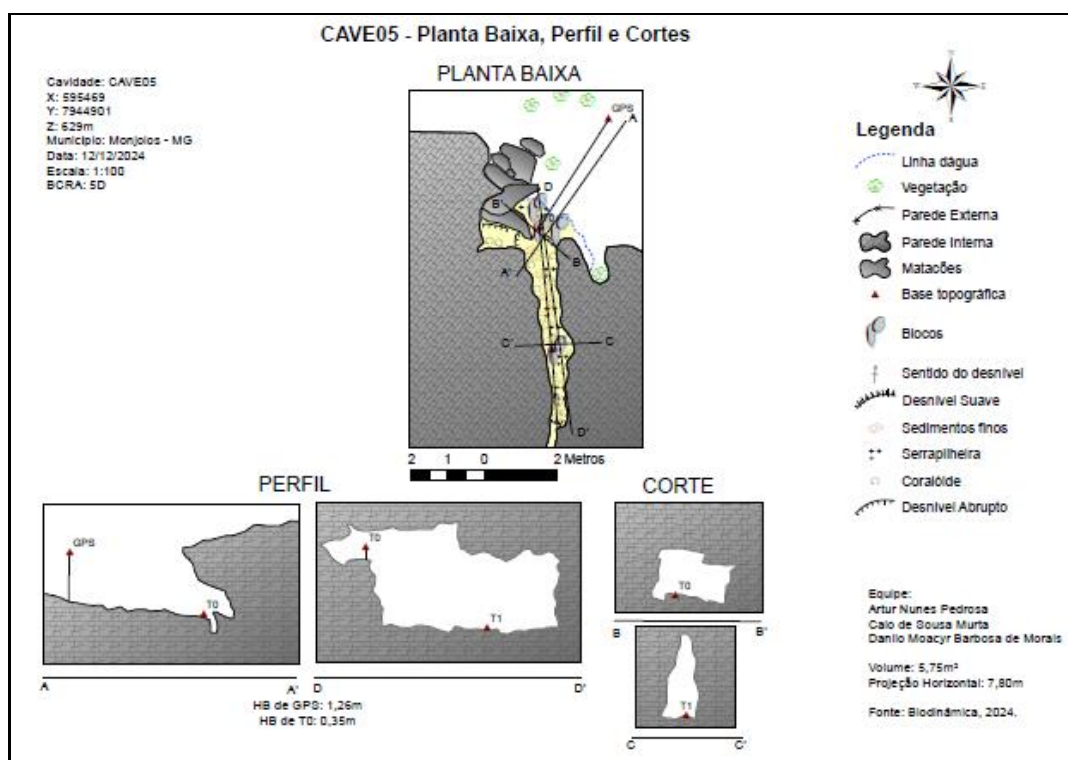 CAVE05 - Planta Baixa, Perfil e Cortes
Cavidade: CAVE05
X: 595469
Y: 7944901
Z: 629m
Município: Monjolos - MG
Data: 12/12/2024
Escala: 1:100
BCRA: 5D
PLANTA BAIXA
GPS
A
D
B'
B
A'
C'
C
D'
2 1 0 2 Metros
Legenda
Linha dágua
Vegetação
Parede Externa
Parede Interna
Matacões
Base topográfica
Blocos
Sentido do desnível
Desnível Suave
Sedimentos finos
Serrapilheira
Coralóide
Desnível Abrupto
PERFIL
GPS
T0
A A'
T0
T1
D D'
HB de GPS: 1,26m
HB de T0: 0,35m
CORTE
T0
B B'
T1
C C'
Equipe:
Artur Nunes Pedrosa
Caio de Sousa Murta
Danilo Moacyr Barbosa de Morais
Volume: 5,75m³
Projeção Horizontal: 7,80m
Fonte: Biodinâmica, 2024.